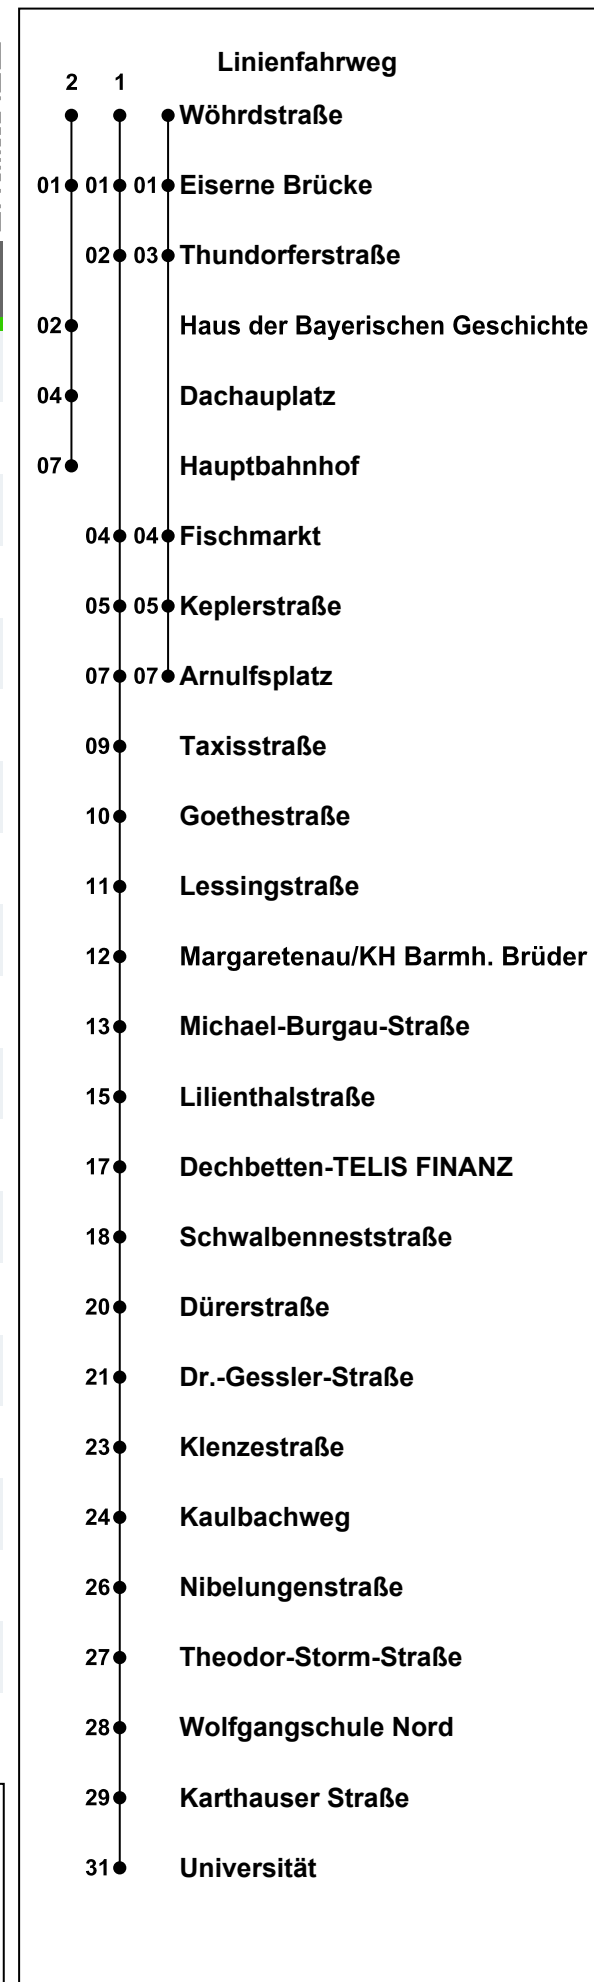 Linienfahrweg
2 1
Wöhrdstraße
01 01 01 Eiserne Brücke
02 03 Thundorferstraße
02 Haus der Bayerischen Geschichte
04 Dachauplatz
07 Hauptbahnhof
04 04 Fischmarkt
05 05 Keplerstraße
07 07 Arnulfsplatz
09 Taxisstraße
10 Goethestraße
11 Lessingstraße
12 Margaretenau/KH Barmh. Brüder
13 Michael-Burgau-Straße
15 Lilienthalstraße
17 Dechbetten-TELIS FINANZ
18 Schwalbenneststraße
20 Dürerstraße
21 Dr.-Gessler-Straße
23 Klenzestraße
24 Kaulbachweg
26 Nibelungenstraße
27 Theodor-Storm-Straße
28 Wolfgangschule Nord
29 Karthauser Straße
31 Universität